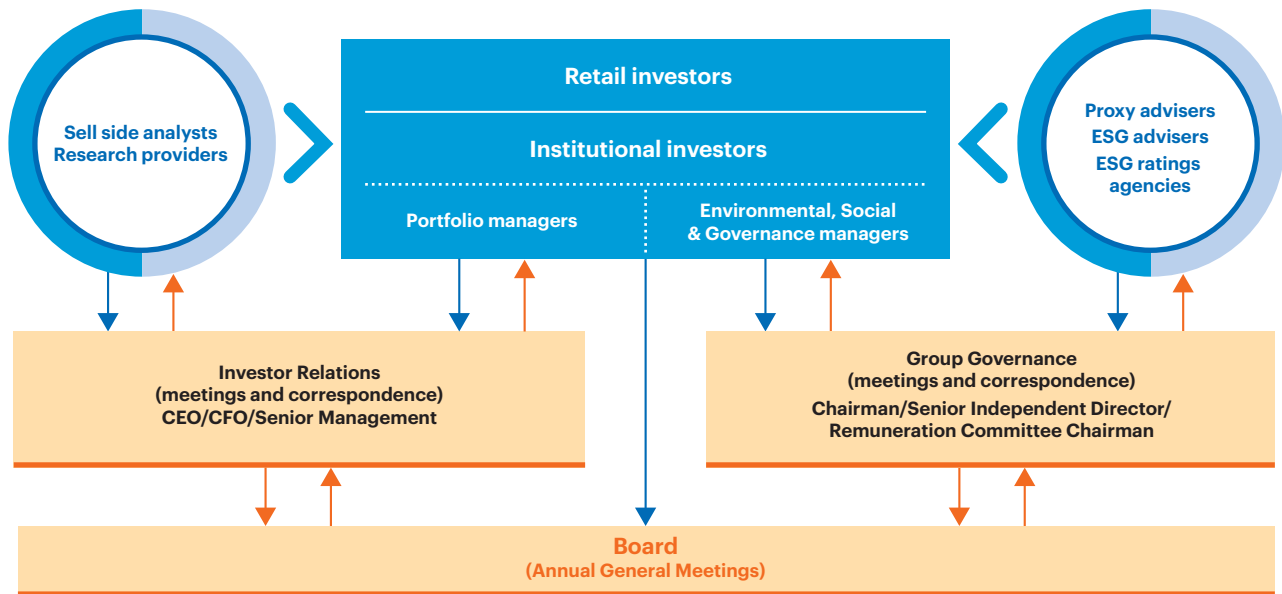 Sell side analysts
Research providers
Retail investors
Institutional investors
Portfolio managers
Environmental, Social
& Governance managers
Proxy advisers
ESG advisers
ESG ratings
agencies
Investor Relations
(meetings and correspondence)
CEO/CFO/Senior Management
Group Governance
(meetings and correspondence)
Chairman/Senior Independent Director/
Remuneration Committee Chairman
Board
(Annual General Meetings)